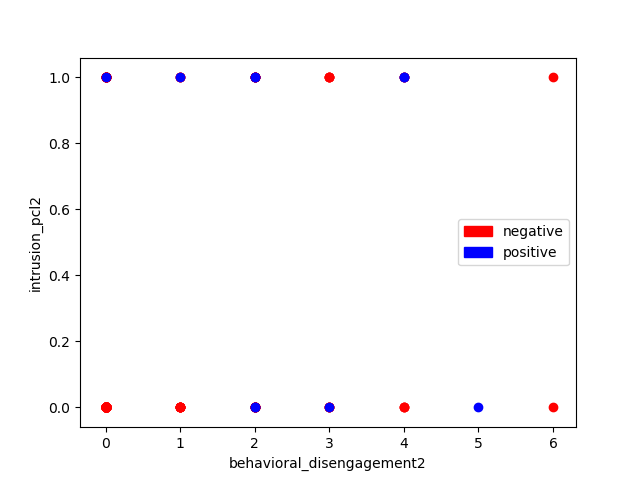 1.0
0.8
0.6
0.4
0.2
0.0
intrusion_pcl2
negative
positive
0 1 2 3 4 5 6
behavioral_disengagement2